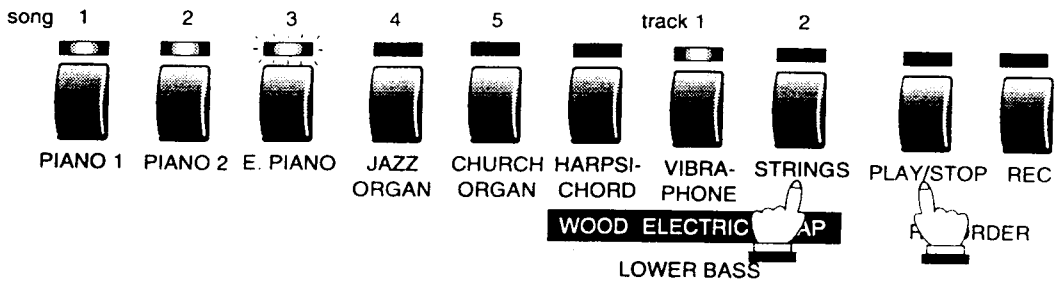 song 1 2 3 4 5 track 1 2
PIANO 1 PIANO 2 E. PIANO JAZZ CHURCH HARPSI- VIBRA- STRINGS PLAY/STOP REC
ORGAN ORGAN CHORD PHONE
WOOD ELECTRIC
LOWER BASS